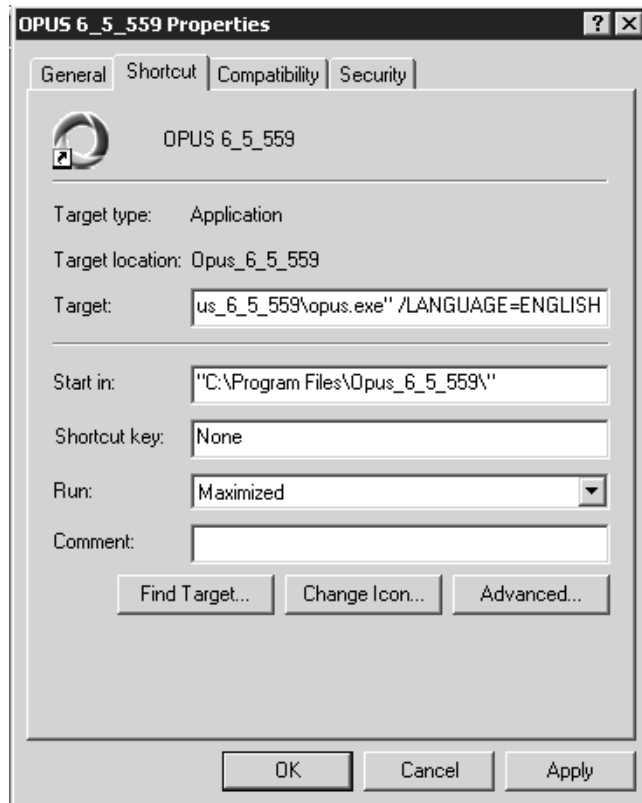 OPUS 6_5_559 Properties
General Shortcut Compatibility Security
OPUS 6_5_559
Target type: Application
Target location: Opus_6_5_559
Target: us_6_5_559\opus.exe" /LANGUAGE=ENGLISH
Start in: "C:\Program Files\Opus_6_5_559\"
Shortcut key: None
Run: Maximized
Comment:
Find Target... Change Icon... Advanced...
OK Cancel Apply